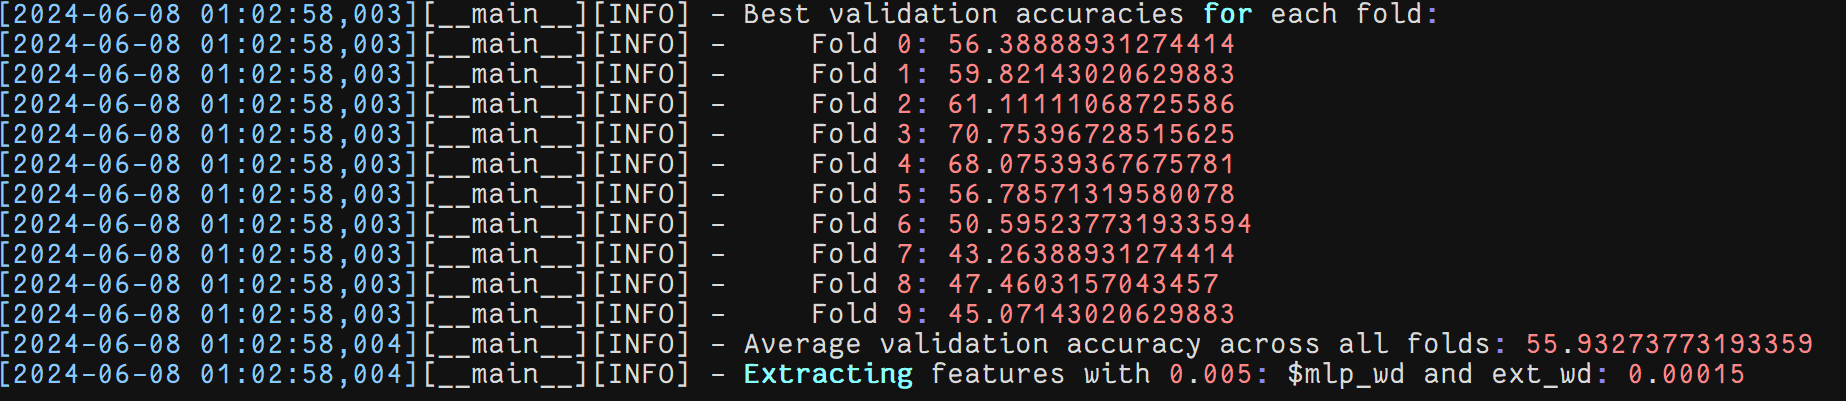 [2024-06-08 01:02:58,003][__main__][INFO] - Best validation accuracies for each fold:
[2024-06-08 01:02:58,003][__main__][INFO] -     Fold 0: 56.38888931274414
[2024-06-08 01:02:58,003][__main__][INFO] -     Fold 1: 59.82143020629883
[2024-06-08 01:02:58,003][__main__][INFO] -     Fold 2: 61.11111068725586
[2024-06-08 01:02:58,003][__main__][INFO] -     Fold 3: 70.75396728515625
[2024-06-08 01:02:58,003][__main__][INFO] -     Fold 4: 68.07539367675781
[2024-06-08 01:02:58,003][__main__][INFO] -     Fold 5: 56.78571319580078
[2024-06-08 01:02:58,003][__main__][INFO] -     Fold 6: 50.595237731933594
[2024-06-08 01:02:58,003][__main__][INFO] -     Fold 7: 43.26388931274414
[2024-06-08 01:02:58,003][__main__][INFO] -     Fold 8: 47.4603157043457
[2024-06-08 01:02:58,003][__main__][INFO] -     Fold 9: 45.07143020629883
[2024-06-08 01:02:58,004][__main__][INFO] - Average validation accuracy across all folds: 55.93273773193359
[2024-06-08 01:02:58,004][__main__][INFO] - Extracting features with 0.005: $mlp_wd and ext_wd: 0.00015